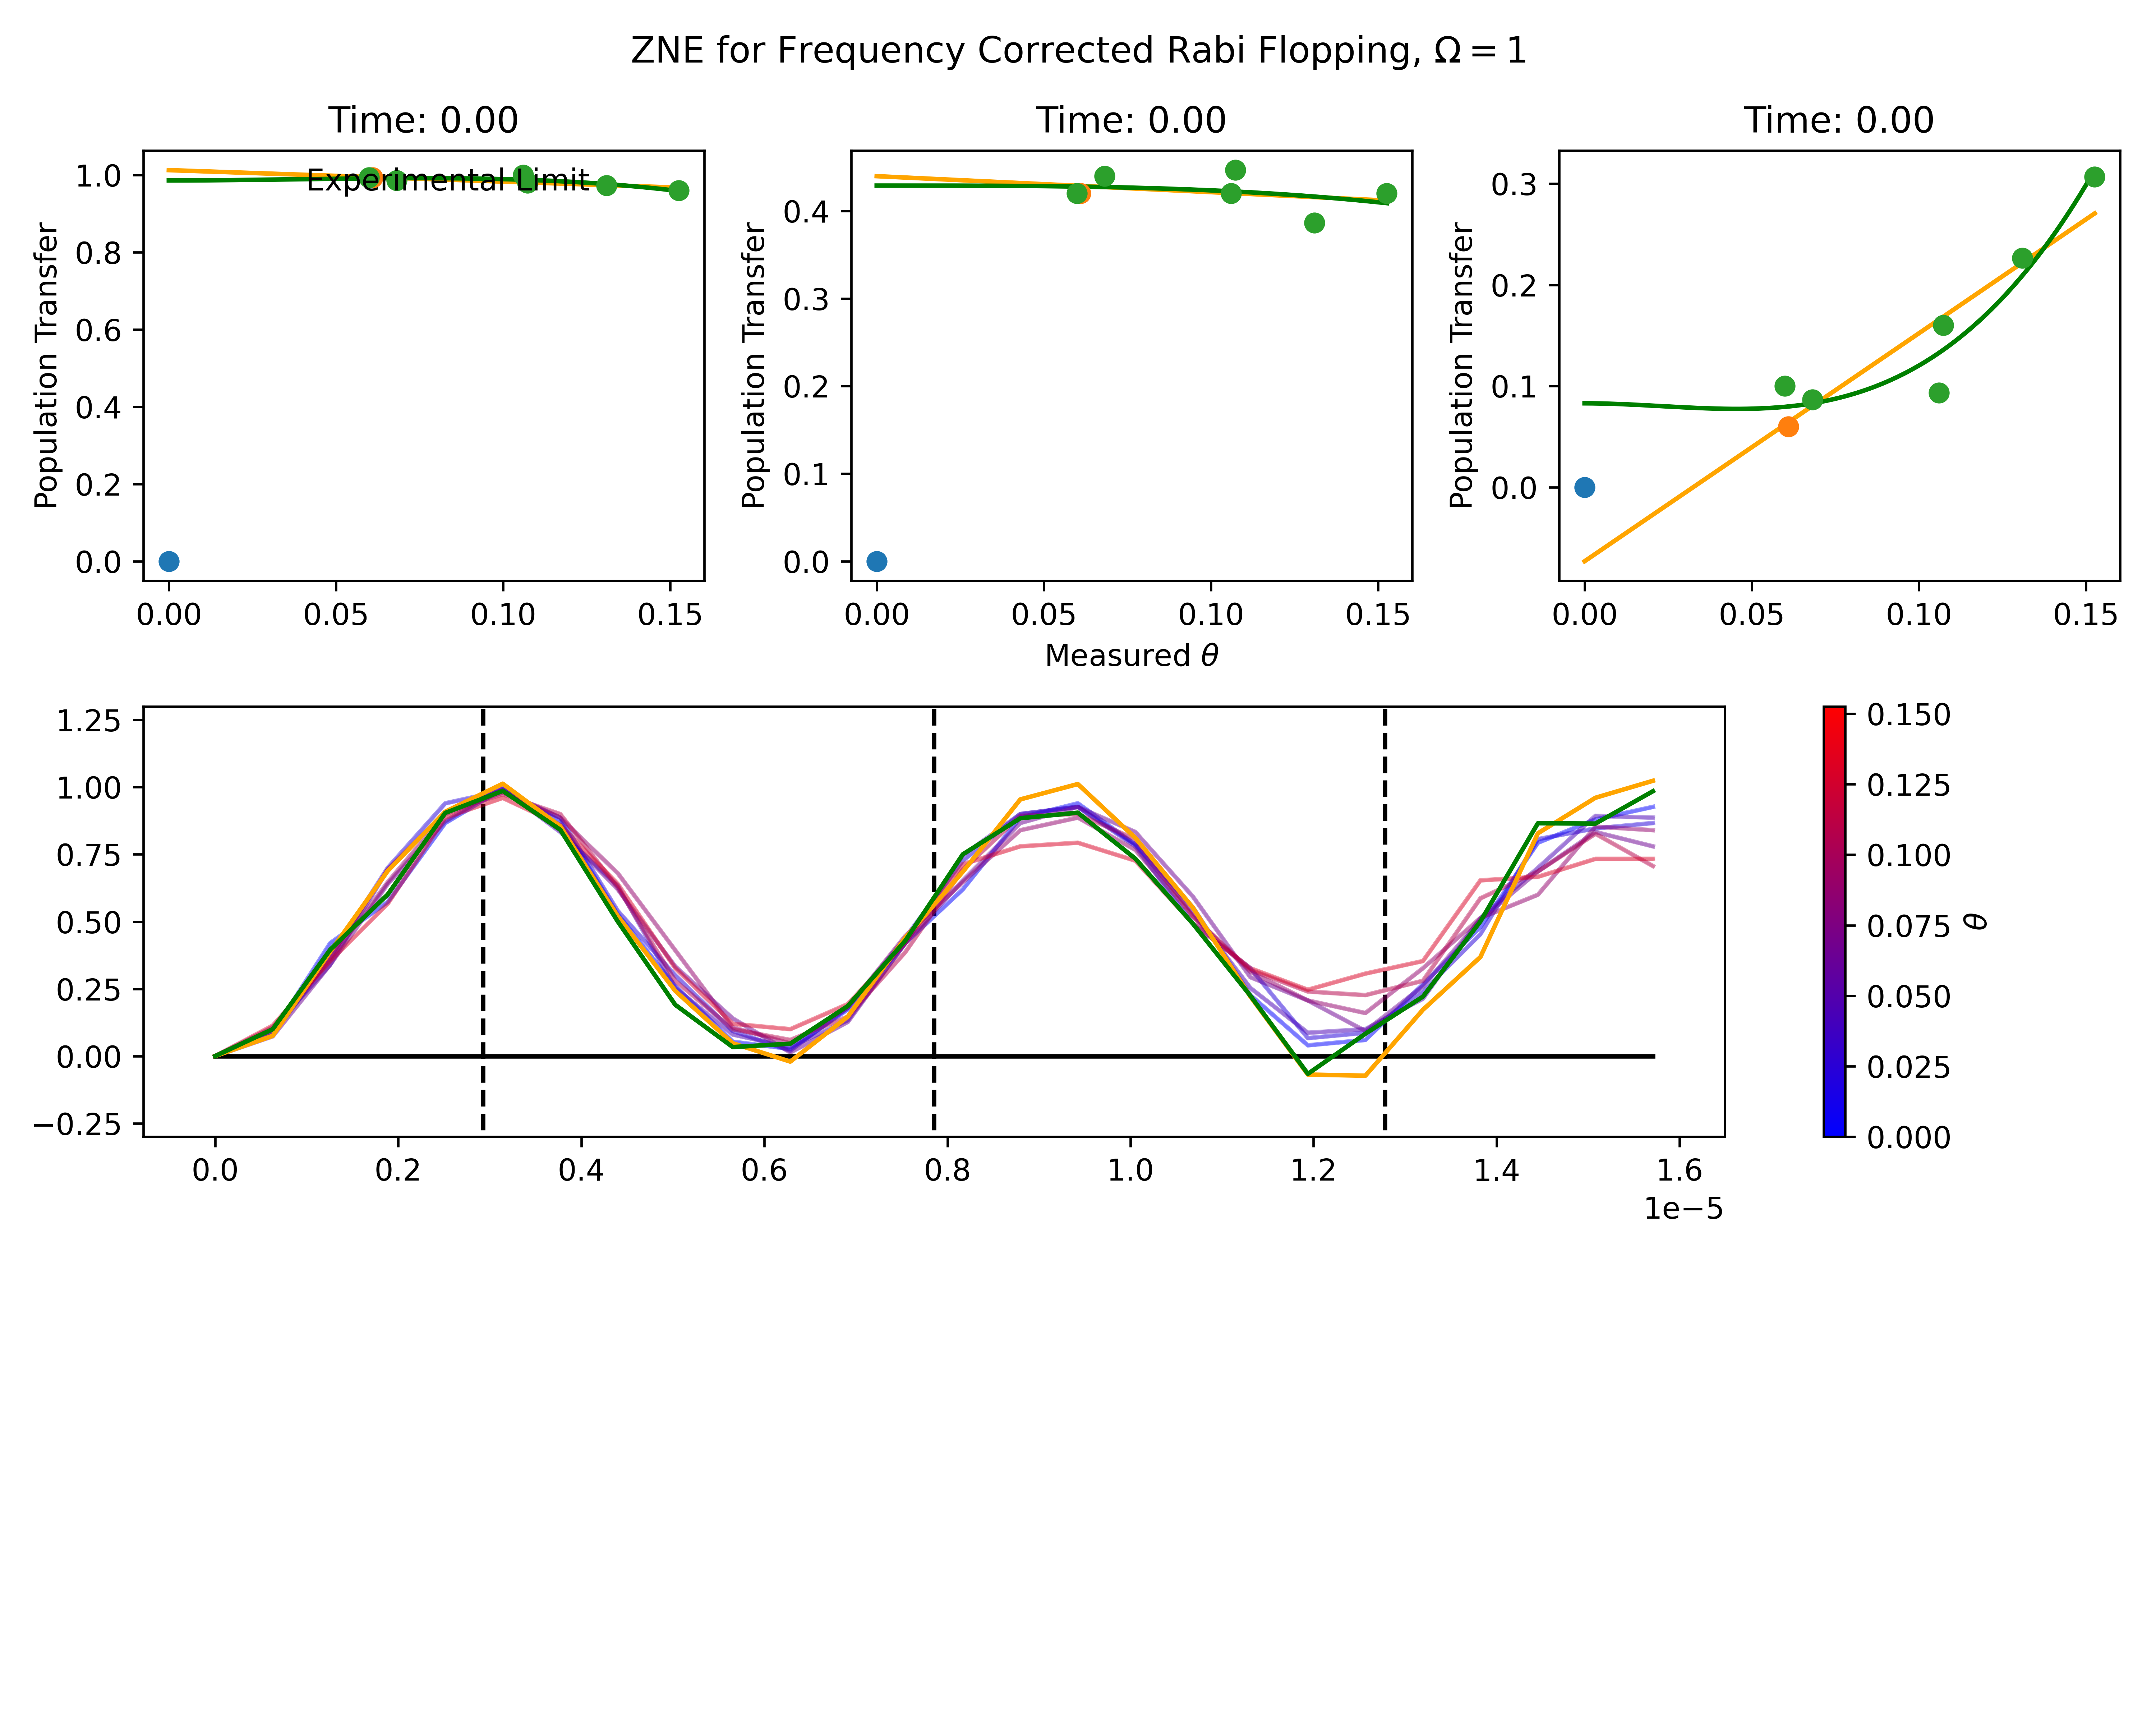 ZNE for Frequency Corrected Rabi Flopping, Ω = 1
Time: 0.00
Time: 0.00
Time: 0.00
Population Transfer
1.0
0.8
0.6
0.4
0.2
0.0
Experimental Limit
0.00 0.05 0.10 0.15
Population Transfer
0.4
0.3
0.2
0.1
0.0
0.00 0.05 0.10 0.15
Measured θ
Population Transfer
0.3
0.2
0.1
0.0
0.00 0.05 0.10 0.15
1.25
1.00
0.75
0.50
0.25
0.00
−0.25
0.0 0.2 0.4 0.6 0.8 1.0 1.2 1.4 1.6
1e−5
0.150
0.125
0.100
0.075
0.050
0.025
0.000
θ